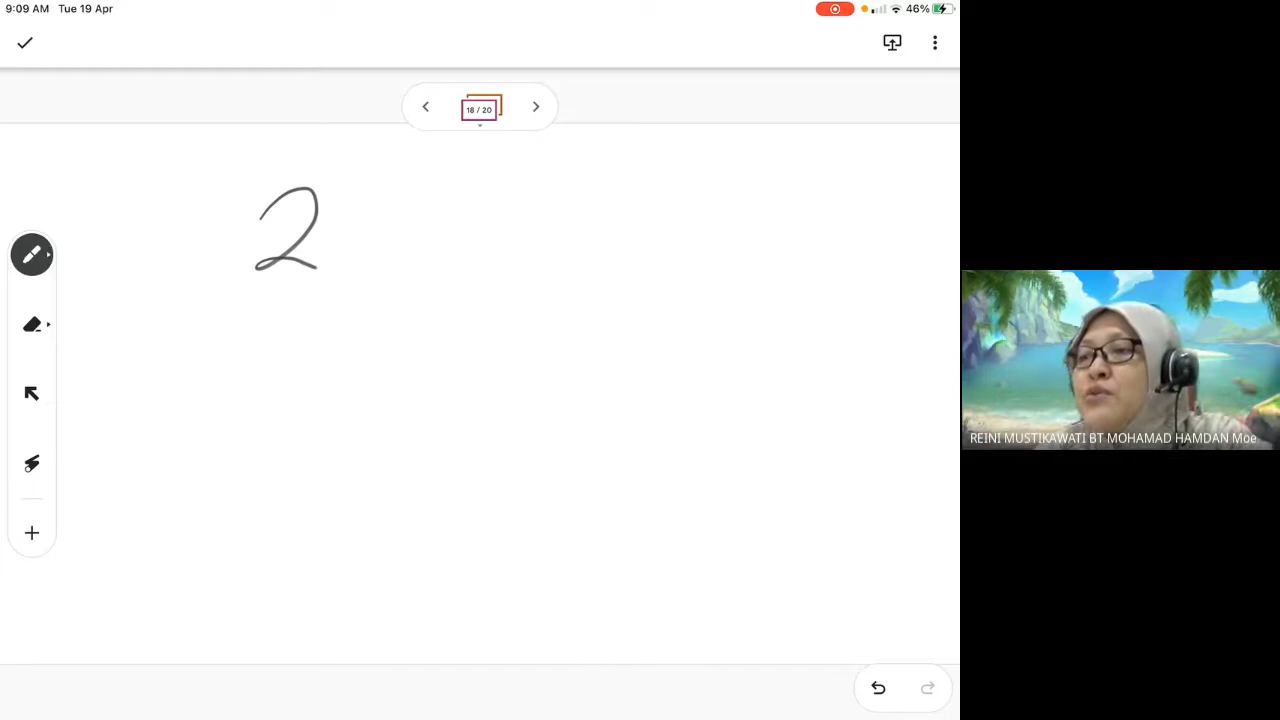 9:09 AM Tue 19 Apr 46%
18 / 20
2
REINI MUSTIKAWATI BT MOHAMAD HAMDAN Moe